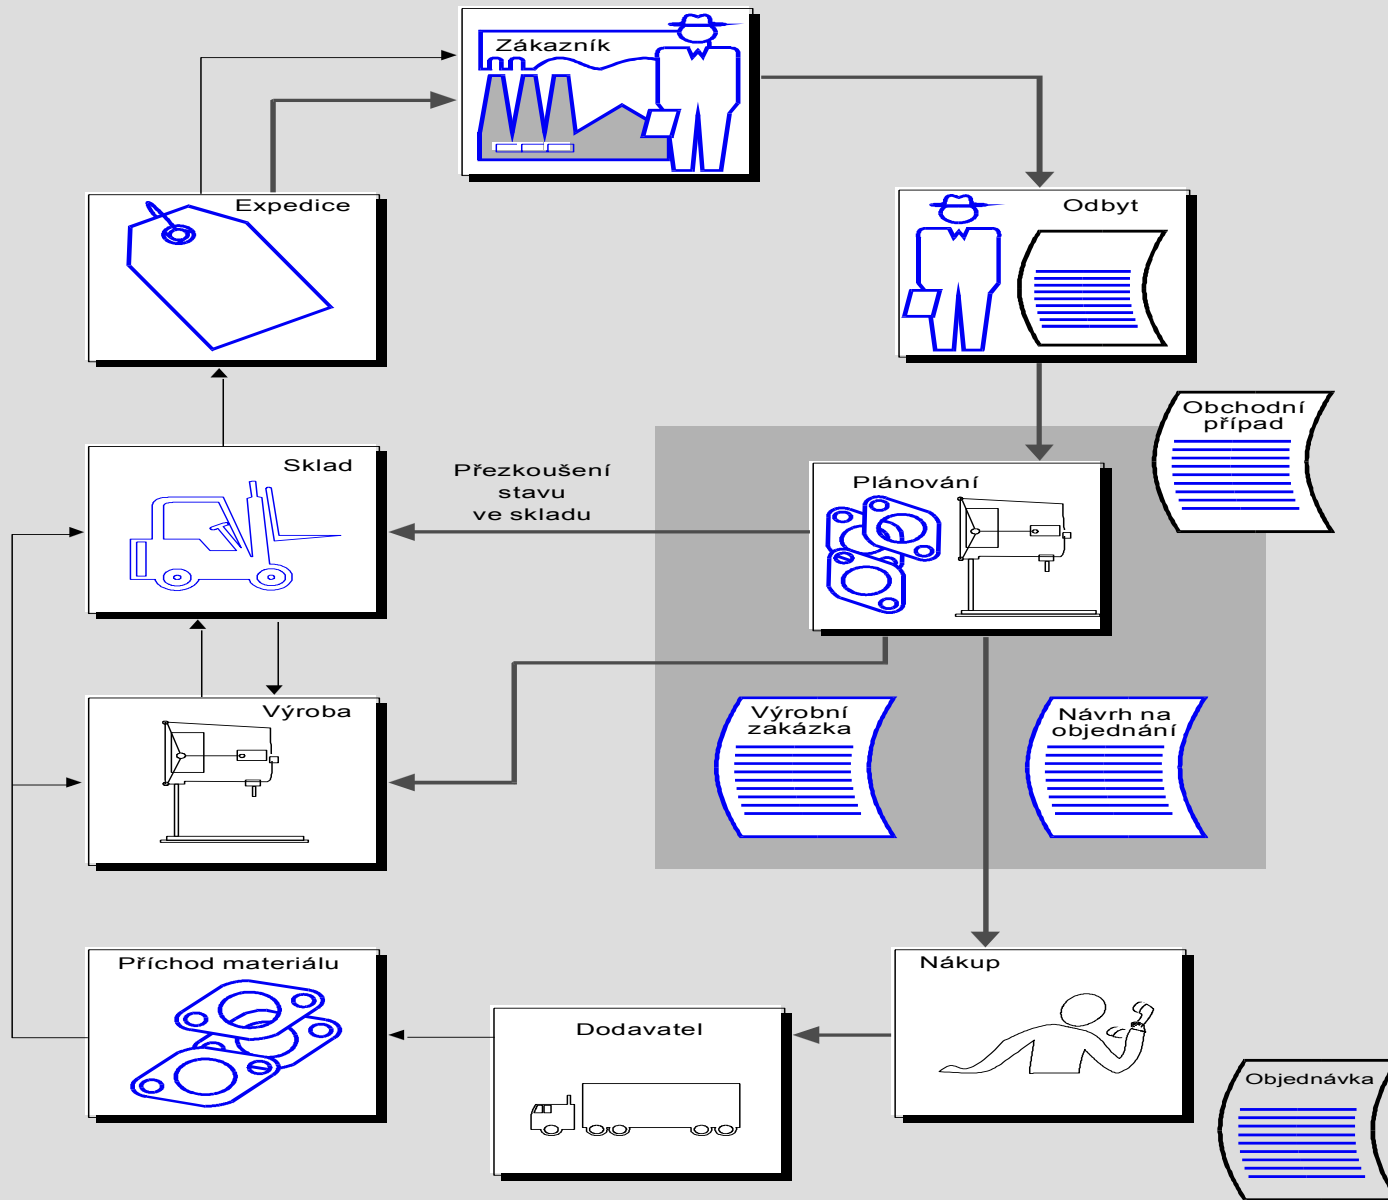 Zákazník
Expedice
Odbyt
Obchodní
případ
Sklad
Přezkoušení
stavu
ve skladu
Plánování
Výroba
Výrobní
zakázka
Návrh na
objednání
Příchod materiálu
Nákup
Dodavatel
Objednávka